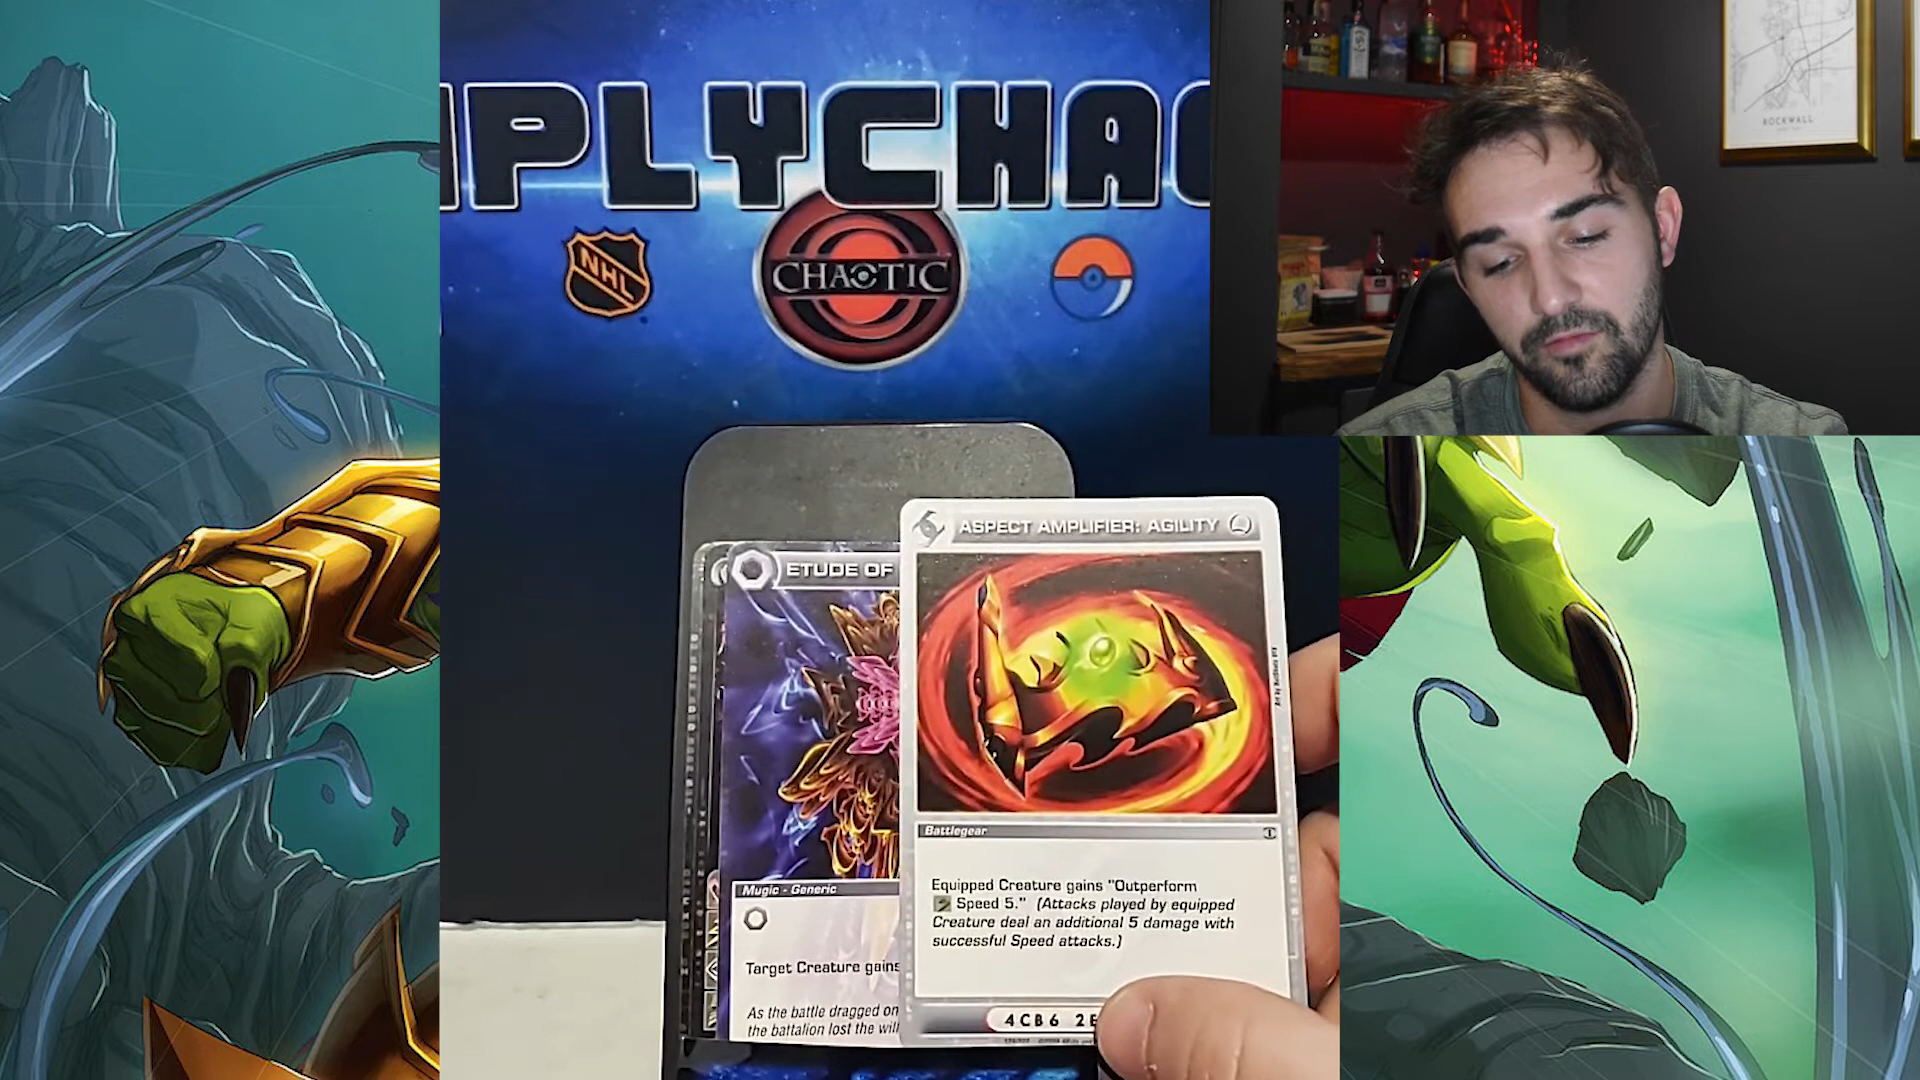 MPLYCHAO
NHL
CHAOTIC
ROCKWALL
ASPECT AMPLIFIER: AGILITY
ETUDE OF
Battlegear
Equipped Creature gains "Outperform
Speed 5." (Attacks played by equipped
Creature deal an additional 5 damage with
successful Speed attacks.)
4CB6 2E
Mugic - Generic
Target Creature gains
As the battle dragged on
the battalion lost the will